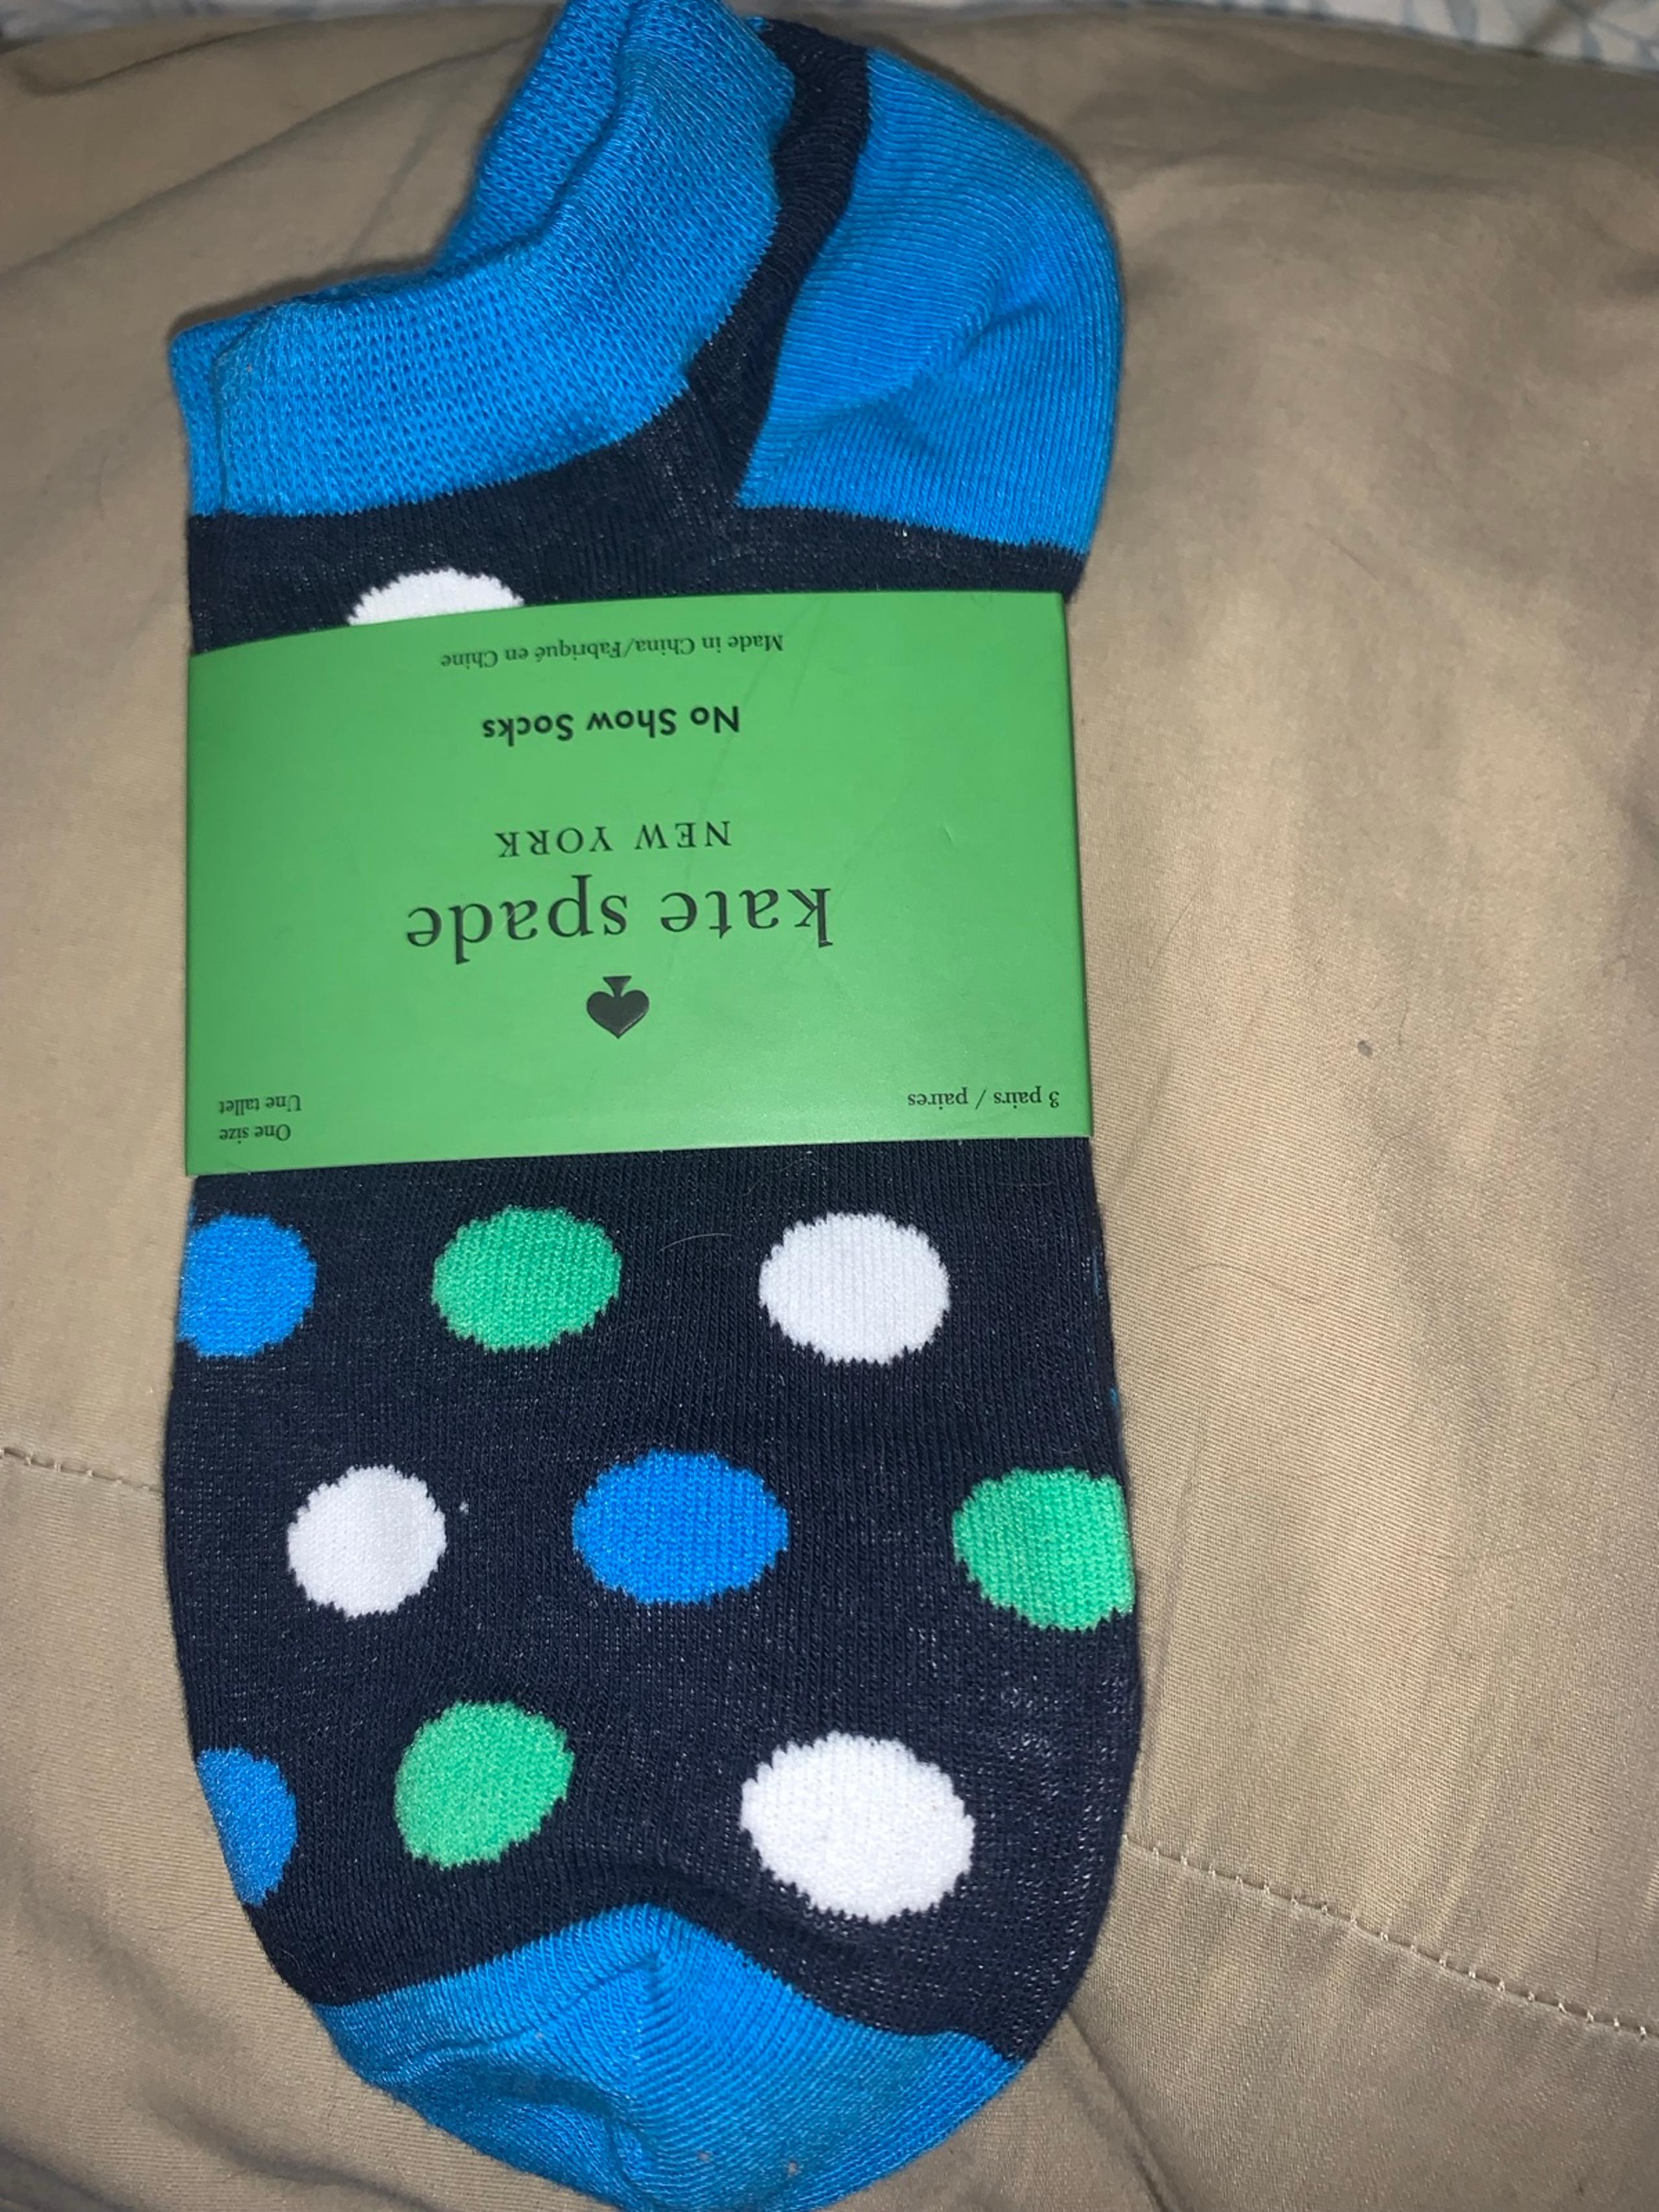 One size
Une tallet
3 pairs / paires
kate spade
NEW YORK
No Show Socks
Made in China/Fabriqué en Chine